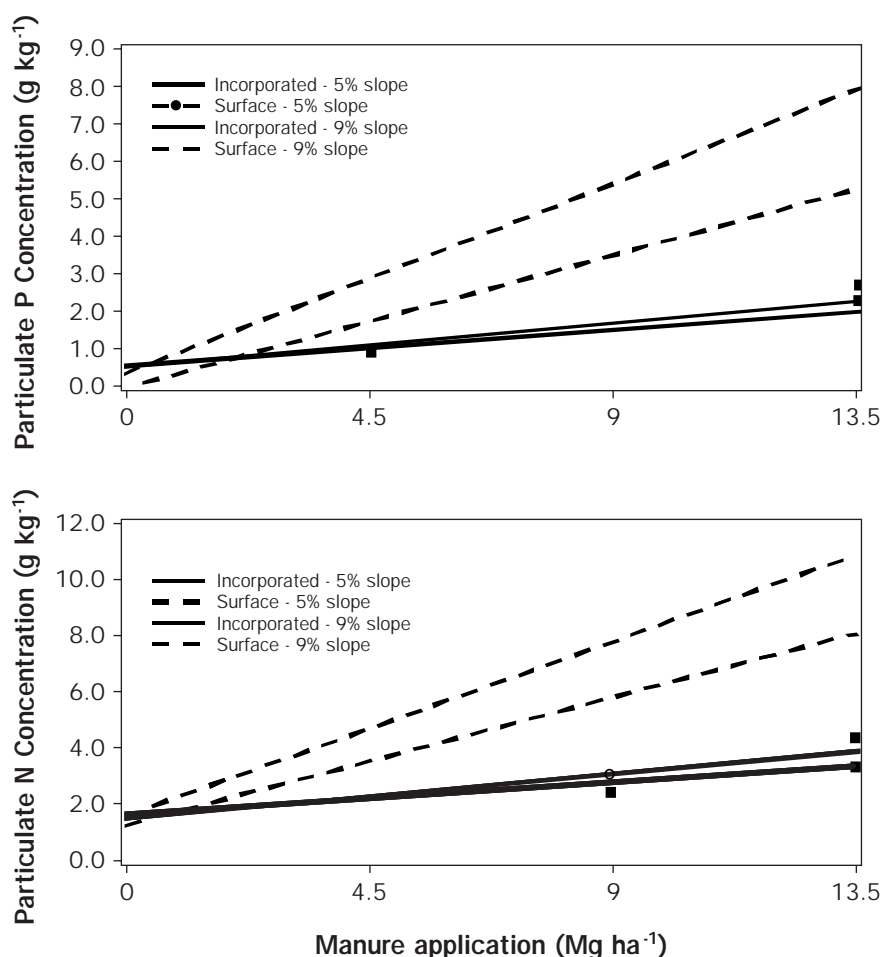 Particulate P Concentration (g kg⁻¹)
9.0
8.0
7.0
6.0
5.0
4.0
3.0
2.0
1.0
0.0
Incorporated - 5% slope
Surface - 5% slope
Incorporated - 9% slope
Surface - 9% slope
0 4.5 9 13.5
Particulate N Concentration (g kg⁻¹)
12.0
10.0
8.0
6.0
4.0
2.0
0.0
Incorporated - 5% slope
Surface - 5% slope
Incorporated - 9% slope
Surface - 9% slope
0 4.5 9 13.5
Manure application (Mg ha⁻¹)